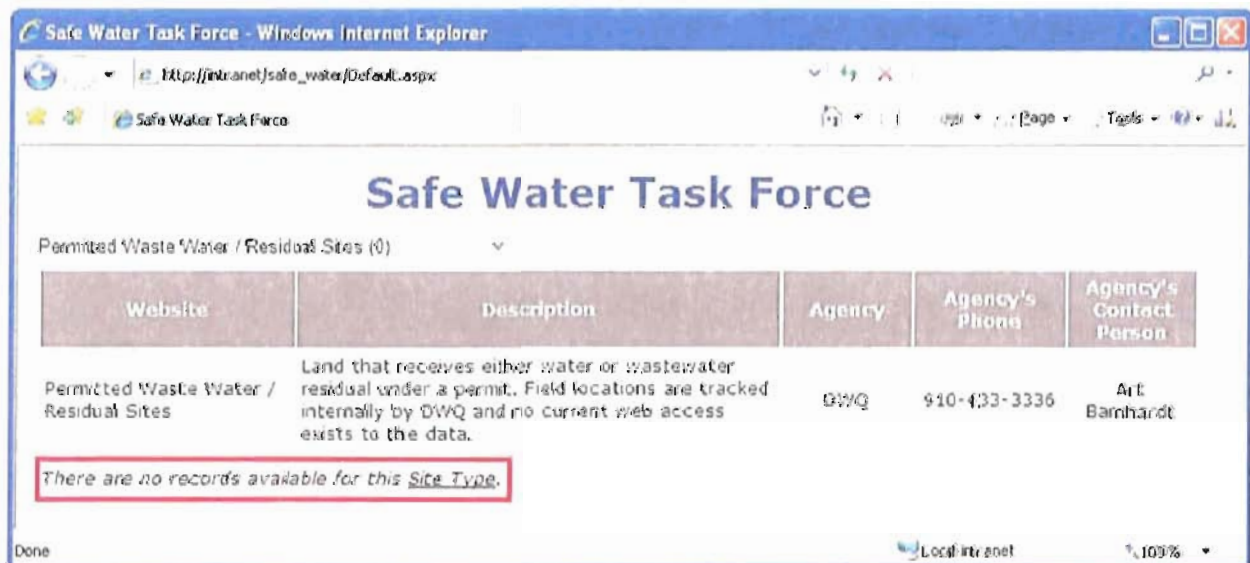 Safe Water Task Force - Windows Internet Explorer
http://intranet/safe_water/Default.aspx
Safe Water Task Force
Page
Tools
Safe Water Task Force
Permitted Waste Water / Residual Sites (0)
Website
Description
Agency
Agency's
Phone
Agency's
Contact
Person
Permitted Waste Water /
Residual Sites
Land that receives either water or wastewater
residual under a permit. Field locations are tracked
internally by DWQ and no current web access
exists to the data.
DWQ
910-433-3336
Art
Barnhardt
There are no records available for this Site Type.
Done
Local intranet
100%